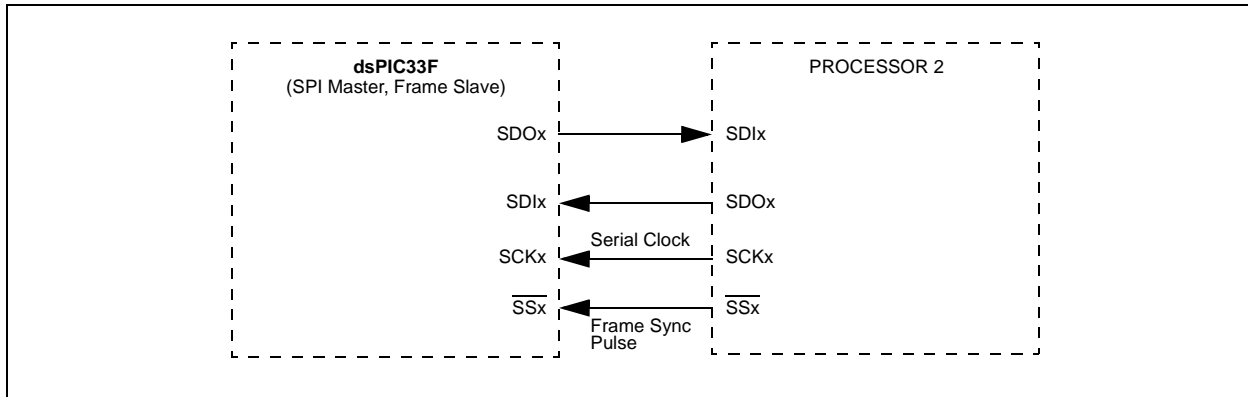 dsPIC33F
(SPI Master, Frame Slave)
PROCESSOR 2
SDOx
SDIx
SDIx
SDOx
Serial Clock
SCKx
SCKx
SSx
SSx
Frame Sync
Pulse